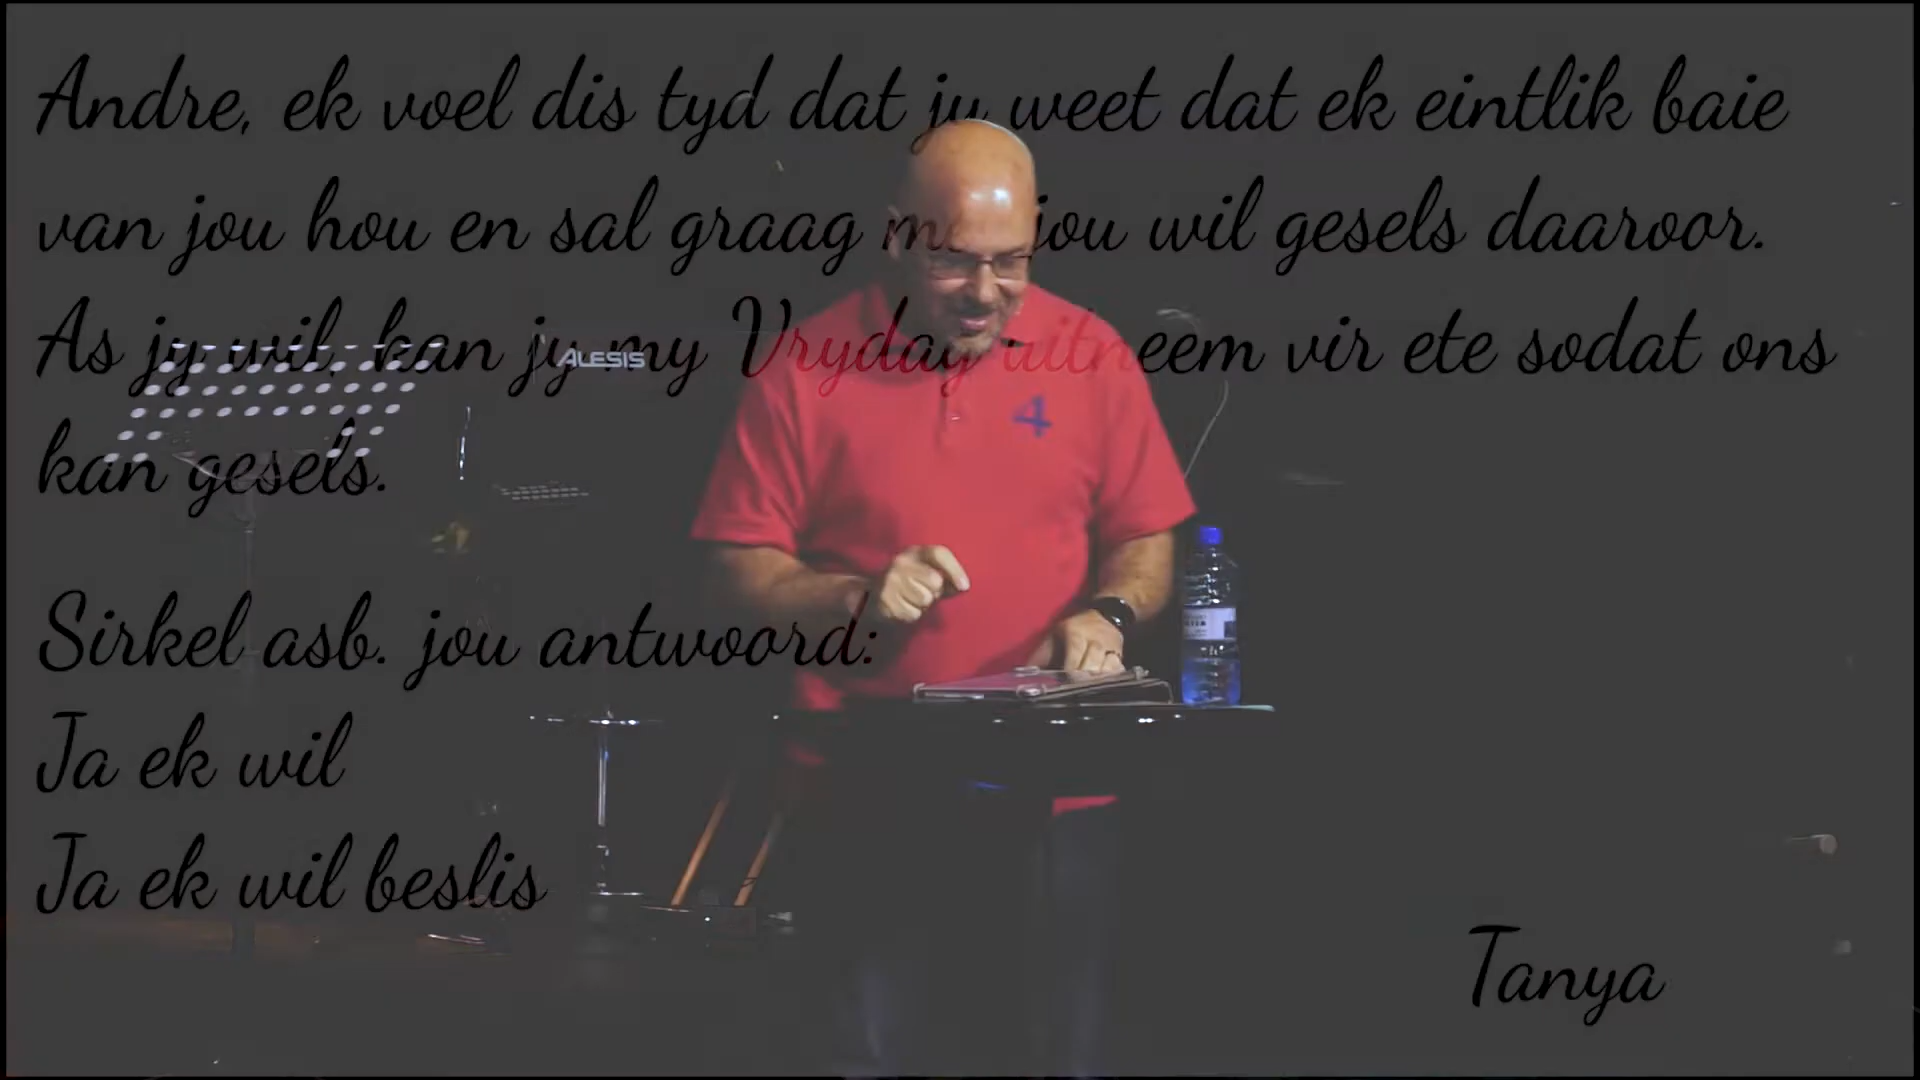 Andre, ek voel dis tyd dat jy weet dat ek eintlik baie
van jou hou en sal graag met jou wil gesels daaroor.
As jy wil, kan jy my Vrydag uitneem vir ete sodat ons
kan gesels.
Sirkel asb. jou antwoord:
Ja ek wil
Ja ek wil beslis
Tanya
ALESIS
4